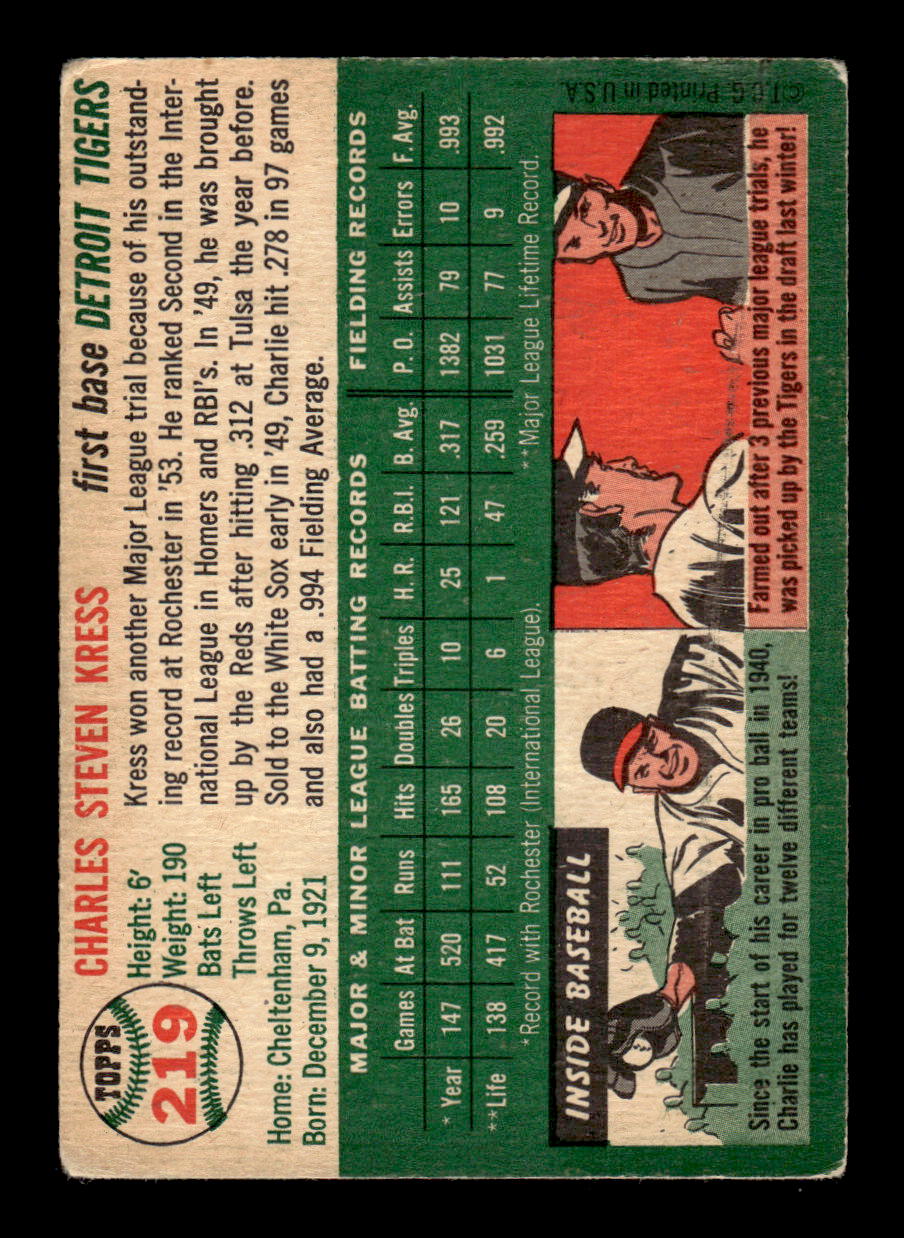 TOPPS
219
CHARLES STEVEN KRESS
first base DETROIT TIGERS
Height: 6'
Weight: 190
Bats Left
Throws Left
Home: Cheltenham, Pa.
Born: December 9, 1921
Kress won another Major League trial because of his outstand-
ing record at Rochester in '53. He ranked Second in the Inter-
national League in Homers and RBI's. In '49, he was brought
up by the Reds after hitting .312 at Tulsa the year before.
Sold to the White Sox early in '49, Charlie hit .278 in 97 games
and also had a .994 Fielding Average.
MAJOR & MINOR LEAGUE BATTING RECORDS FIELDING RECORDS
Games At Bat Runs Hits Doubles Triples H. R. R.B.I. B. Avg. P. O. Assists Errors F. Avg.
* Year 147 520 111 165 26 10 25 121 .317 1382 79 10 .993
**Life 138 417 52 108 20 6 1 47 .259 1031 77 9 .992
*Record with Rochester (International League). **Major League Lifetime Record.
INSIDE BASEBALL
Since the start of his career in pro ball in 1940,
Charlie has played for twelve different teams!
Farmed out after 3 previous major league trials, he
was picked up by the Tigers in the draft last winter!
©T.C.G. Printed in U.S.A.